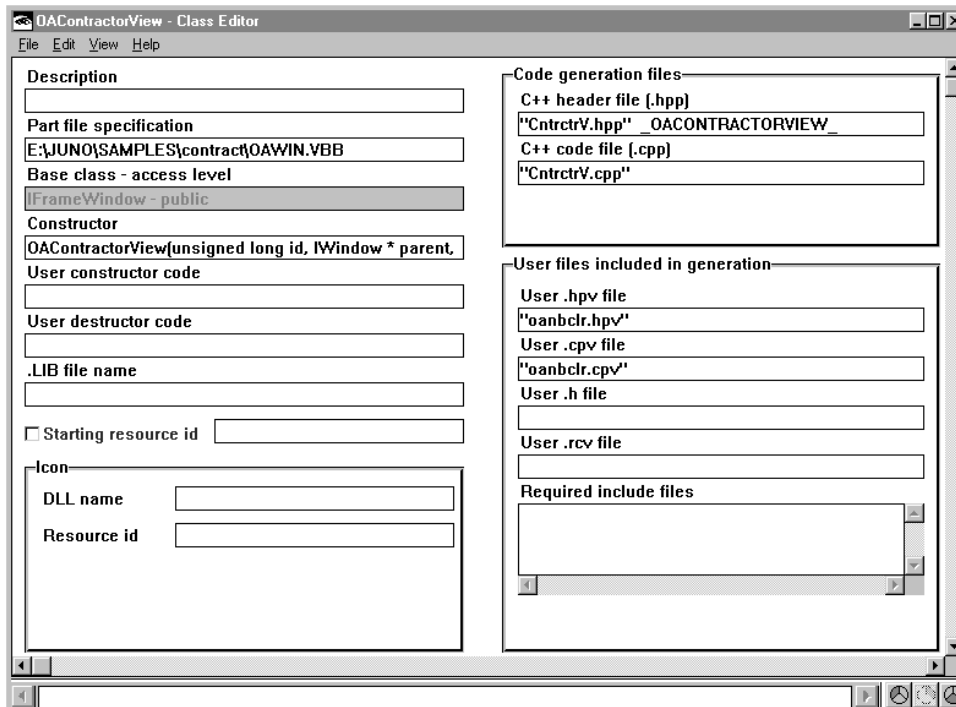 OAContractorView - Class Editor
File Edit View Help
Description
Part file specification
E:\JUNO\SAMPLES\contract\OAWIN.VBB
Base class - access level
IFrameWindow - public
Constructor
OAContractorView(unsigned long id, IWindow * parent,
User constructor code
User destructor code
.LIB file name
Starting resource id
Icon
DLL name
Resource id
Code generation files
C++ header file (.hpp)
"CntrctrV.hpp" _OACONTRACTORVIEW_
C++ code file (.cpp)
"CntrctrV.cpp"
User files included in generation
User .hpv file
"oanbclr.hpv"
User .cpv file
"oanbclr.cpv"
User .h file
User .rcv file
Required include files